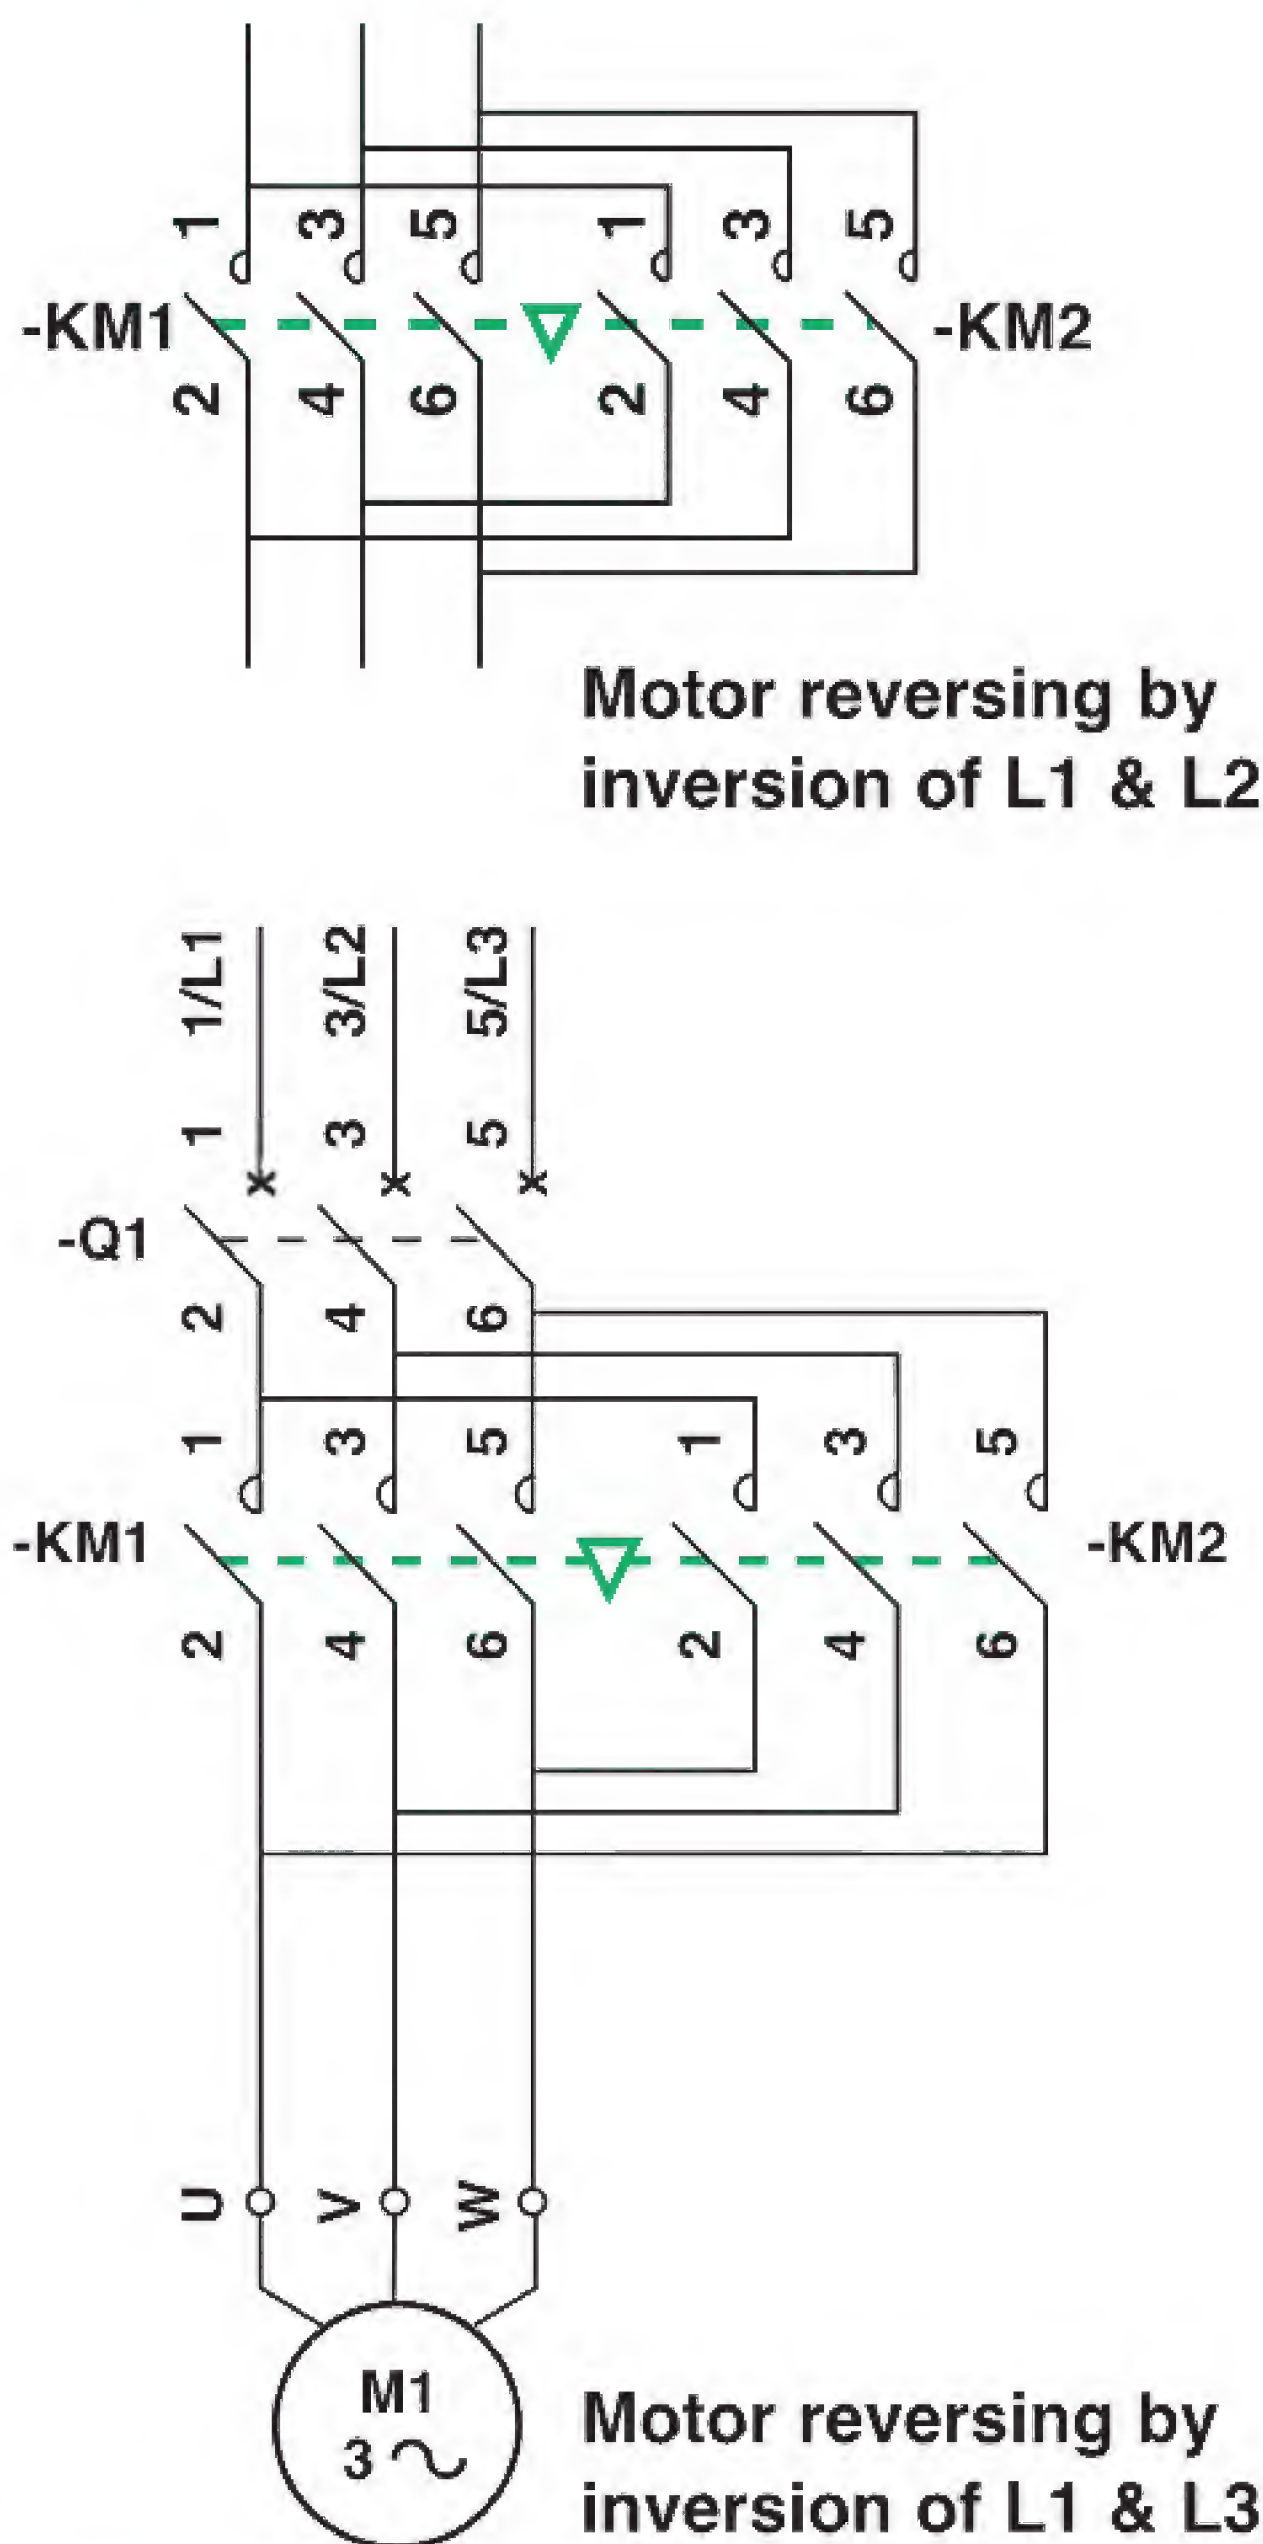 1 3 5 1 3 5
-KM1 -KM2
2 4 6 2 4 6
Motor reversing by
inversion of L1 & L2
1/L1 3/L2 5/L3
1 3 5
-Q1
2 4 6
1 3 5 1 3 5
-KM1 -KM2
2 4 6 2 4 6
U V W
M1
3
Motor reversing by
inversion of L1 & L3